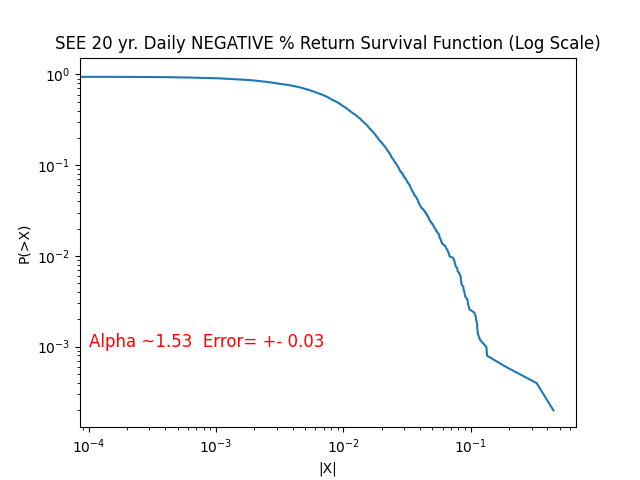 SEE 20 yr. Daily NEGATIVE % Return Survival Function (Log Scale)
10⁰
10⁻¹
10⁻²
10⁻³
P(>X)
Alpha ~1.53  Error= +- 0.03
10⁻⁴ 10⁻³ 10⁻² 10⁻¹
|X|